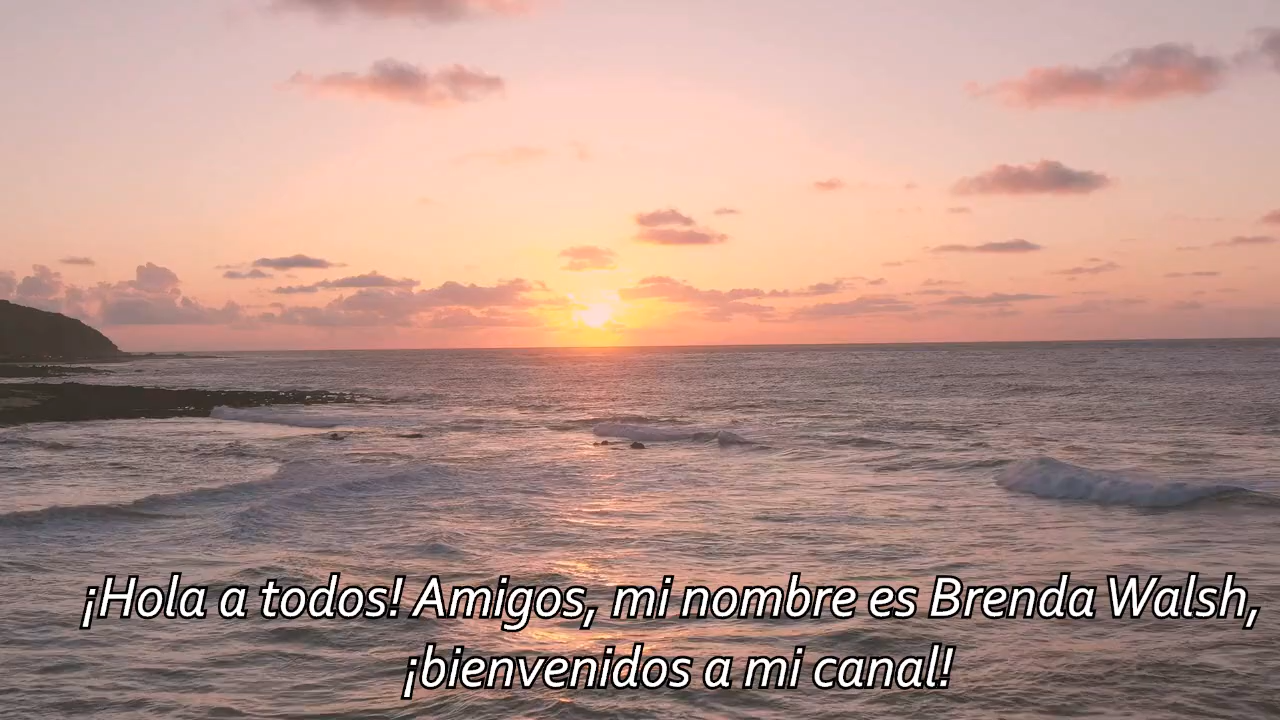 ¡Hola a todos! Amigos, mi nombre es Brenda Walsh,
¡bienvenidos a mi canal!